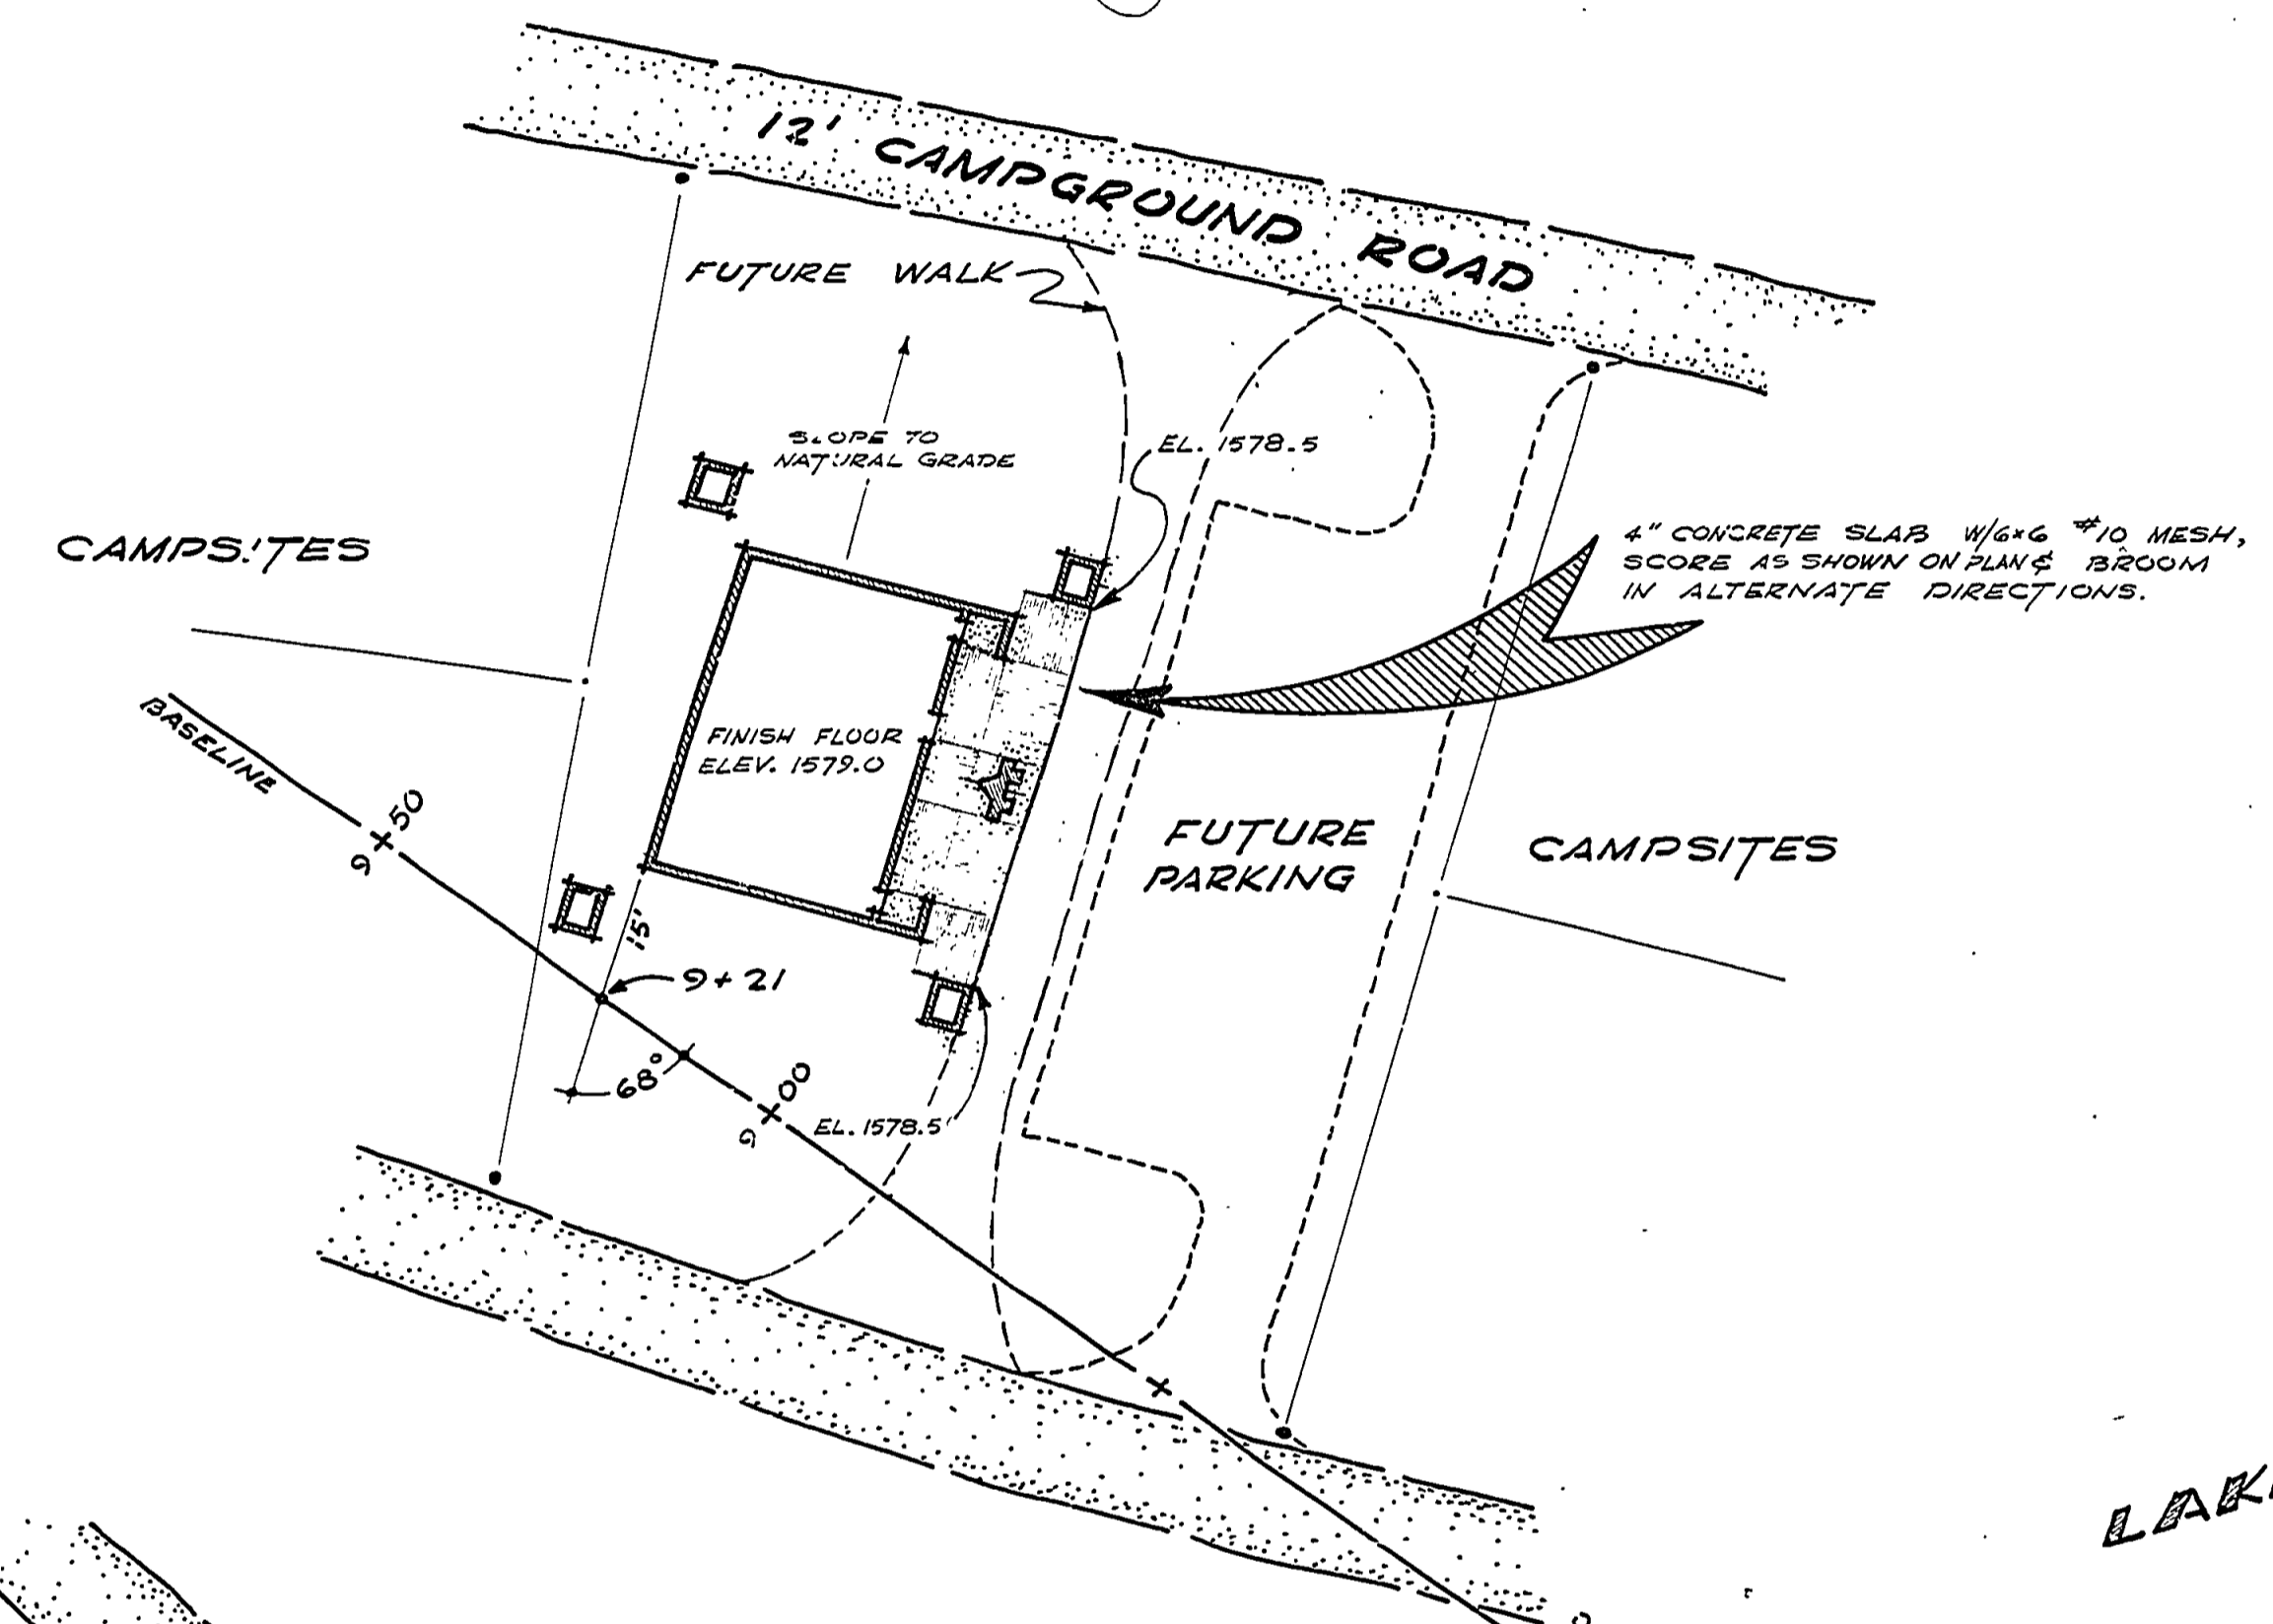 12' CAMPGROUND ROAD
FUTURE WALK
SLOPE TO
NATURAL GRADE
EL. 1578.5
4" CONCRETE SLAB W/6x6 #10 MESH,
SCORE AS SHOWN ON PLAN & BROOM
IN ALTERNATE DIRECTIONS.
CAMPSITES
BASELINE
FINISH FLOOR
ELEV. 1579.0
9 50
FUTURE
PARKING
CAMPSITES
15'
9+21
68°
9 00
EL. 1578.5
LAK